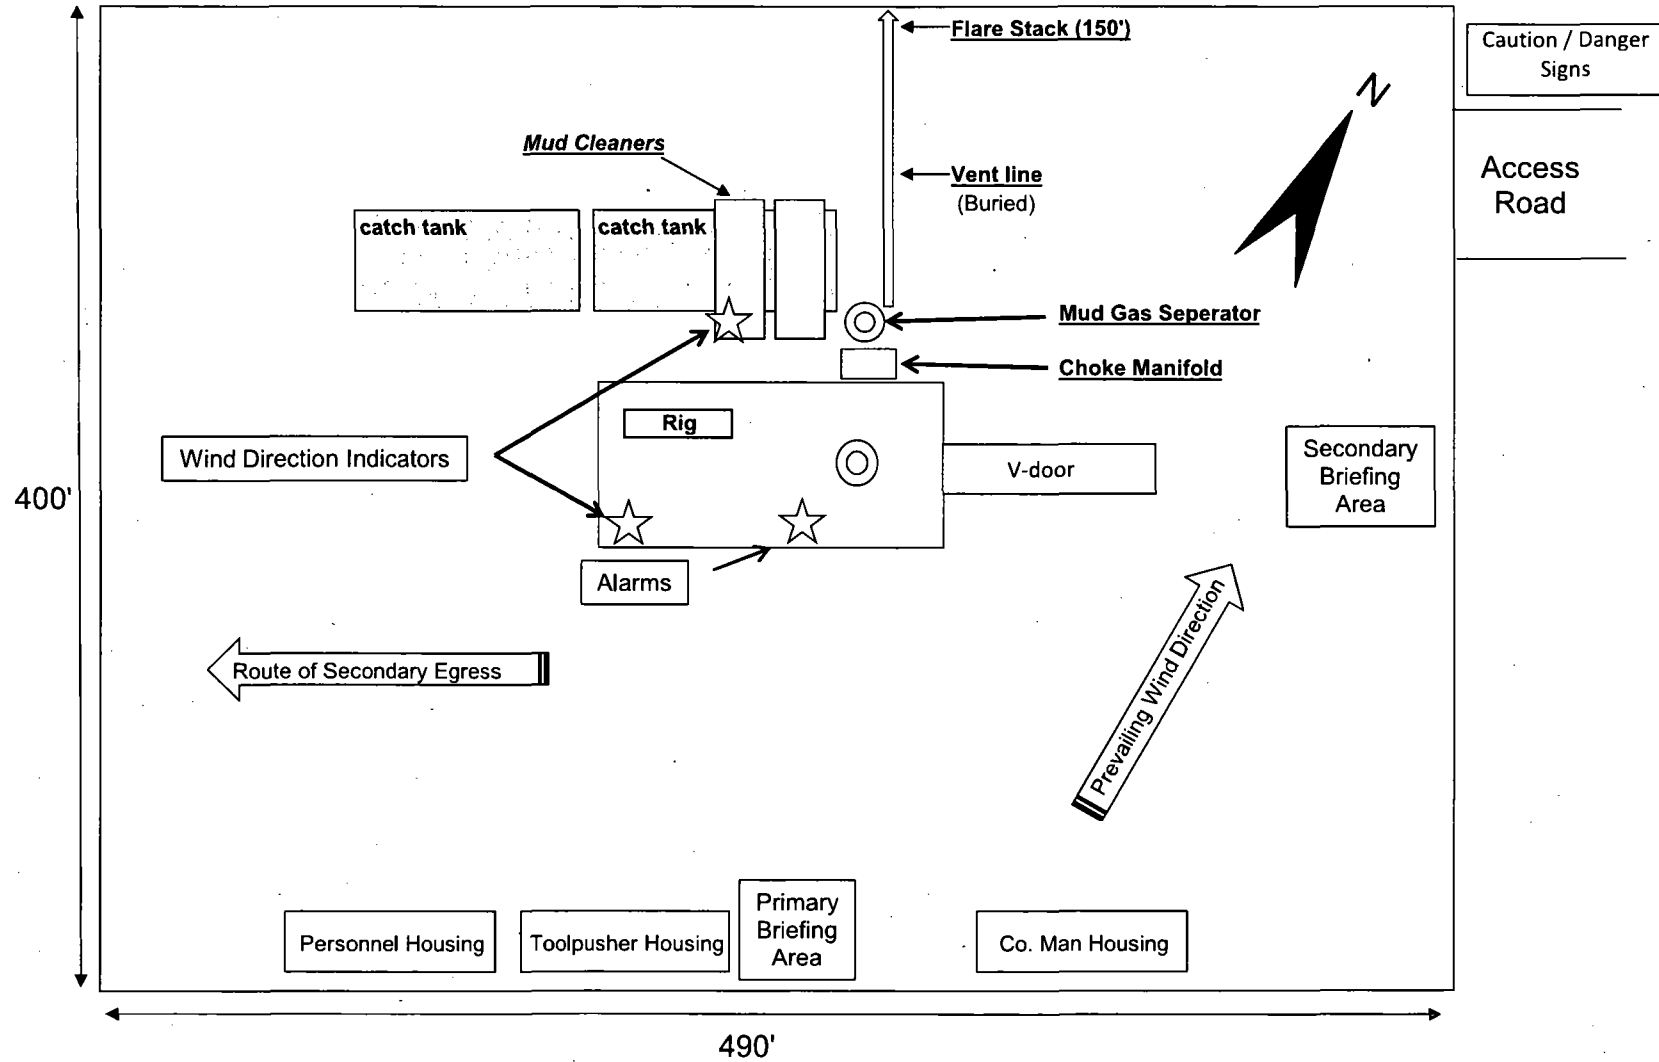 Flare Stack (150')
Caution / Danger
Signs
N
Mud Cleaners
Vent line
(Buried)
Access
Road
catch tank
catch tank
Mud Gas Seperator
Choke Manifold
Rig
Wind Direction Indicators
V-door
Secondary
Briefing
Area
400'
Alarms
Prevailing Wind Direction
Route of Secondary Egress
Primary
Briefing
Area
Personnel Housing
Toolpusher Housing
Co. Man Housing
490'